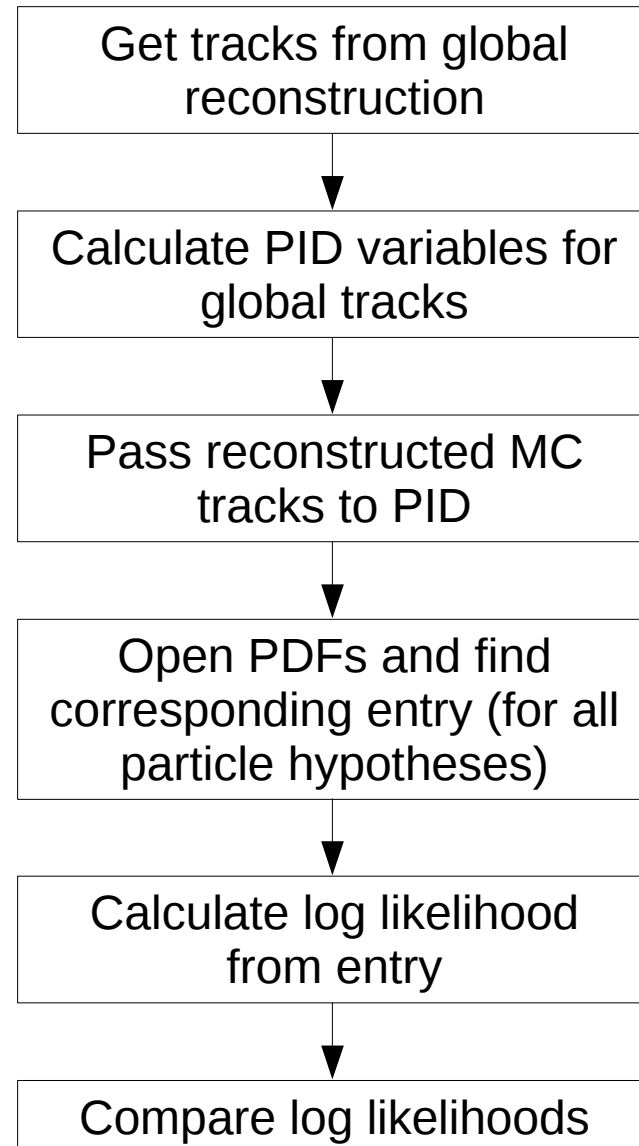 Get tracks from global
reconstruction
Calculate PID variables for
global tracks
Pass reconstructed MC
tracks to PID
Open PDFs and find
corresponding entry (for all
particle hypotheses)
Calculate log likelihood
from entry
Compare log likelihoods